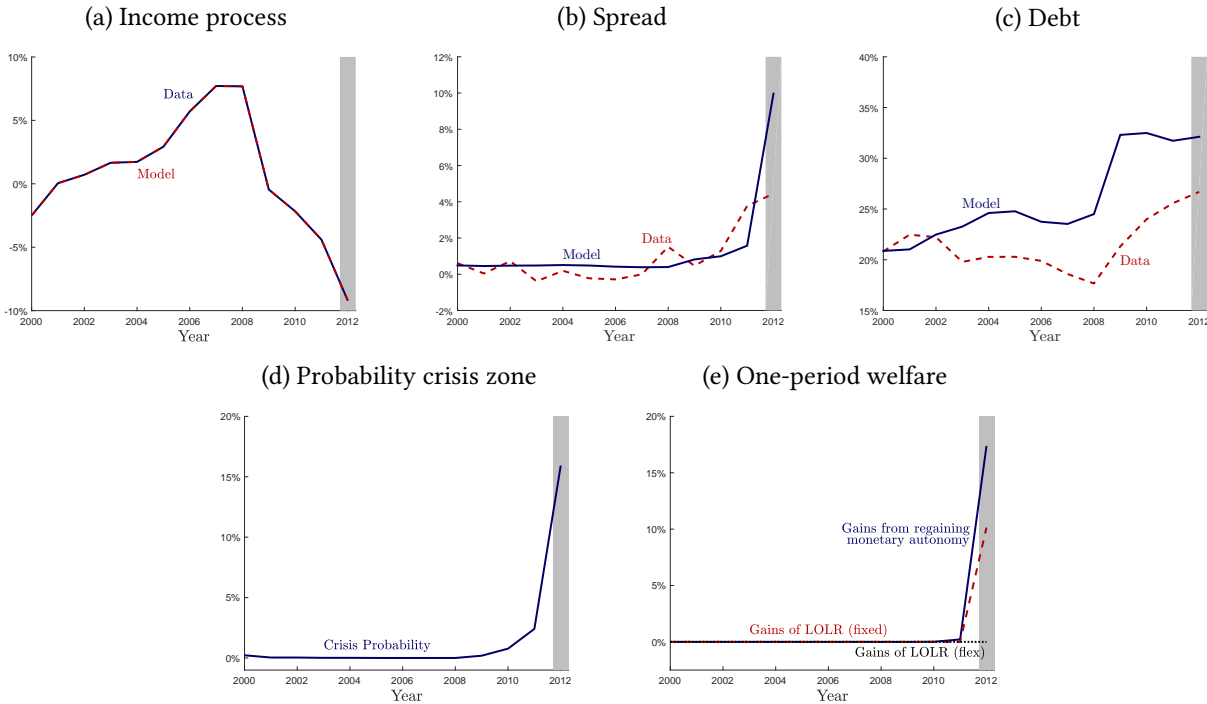 (a) Income process
10%
5%
0%
-5%
-10%
Data
Model
2000 2002 2004 2006 2008 2010 2012
Year
(b) Spread
12%
10%
8%
6%
4%
2%
0%
-2%
Data
Model
2000 2002 2004 2006 2008 2010 2012
Year
(c) Debt
40%
35%
30%
25%
20%
15%
Model
Data
2000 2002 2004 2006 2008 2010 2012
Year
(d) Probability crisis zone
20%
15%
10%
5%
0%
Crisis Probability
2000 2002 2004 2006 2008 2010 2012
Year
(e) One-period welfare
20%
15%
10%
5%
0%
Gains from regaining
monetary autonomy
Gains of LOLR (fixed)
Gains of LOLR (flex)
2000 2002 2004 2006 2008 2010 2012
Year